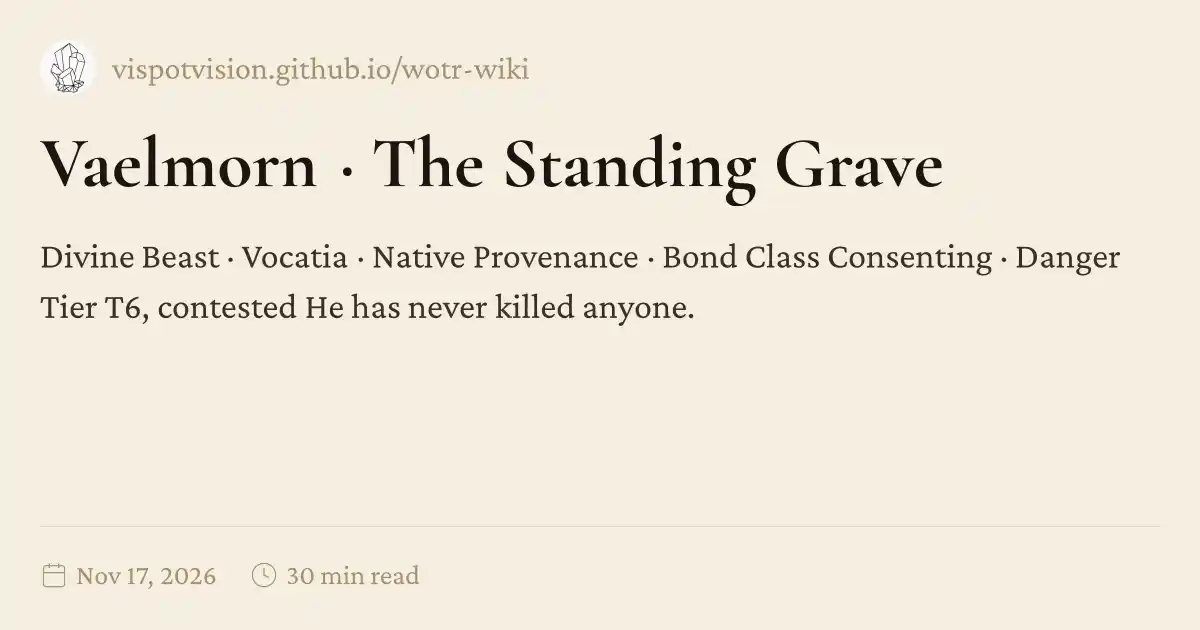 vispotvision.github.io/wotr-wiki
Vaelmorn · The Standing Grave
Divine Beast · Vocatia · Native Provenance · Bond Class Consenting · Danger
Tier T6, contested He has never killed anyone.
Nov 17, 2026
30 min read